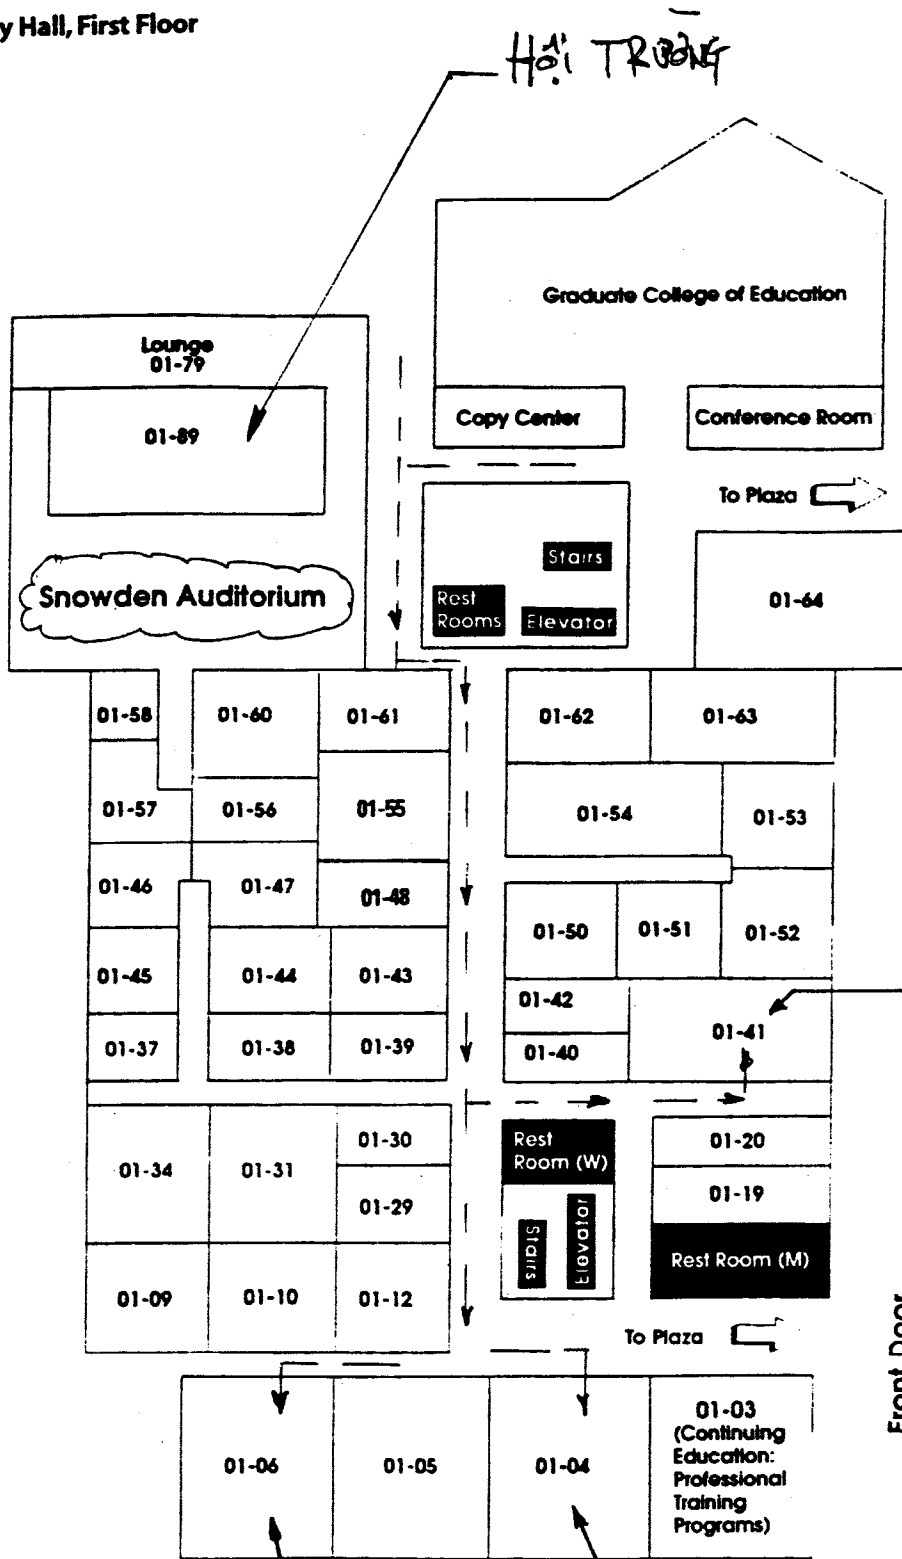 y Hall, First Floor
HỘI TRƯỜNG
Graduate College of Education
Lounge
01-79
Copy Center
Conference Room
01-89
To Plaza
Stairs
Snowden Auditorium
Rest
Rooms
Elevator
01-64
01-58
01-60
01-61
01-62
01-63
01-57
01-56
01-55
01-54
01-53
01-46
01-47
01-48
01-50
01-51
01-52
01-45
01-44
01-43
01-42
01-41
01-37
01-38
01-39
01-40
01-34
01-31
01-30
Rest
Room (W)
01-20
01-29
01-19
Stairs
Elevator
Rest Room (M)
01-09
01-10
01-12
To Plaza
Front Door
01-06
01-05
01-04
01-03
(Continuing
Education:
Professional
Training
Programs)